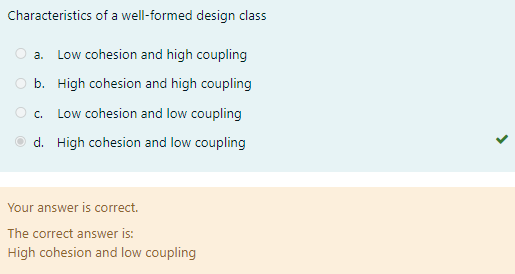 Characteristics of a well-formed design class
a. Low cohesion and high coupling
b. High cohesion and high coupling
c. Low cohesion and low coupling
d. High cohesion and low coupling
Your answer is correct.
The correct answer is:
High cohesion and low coupling